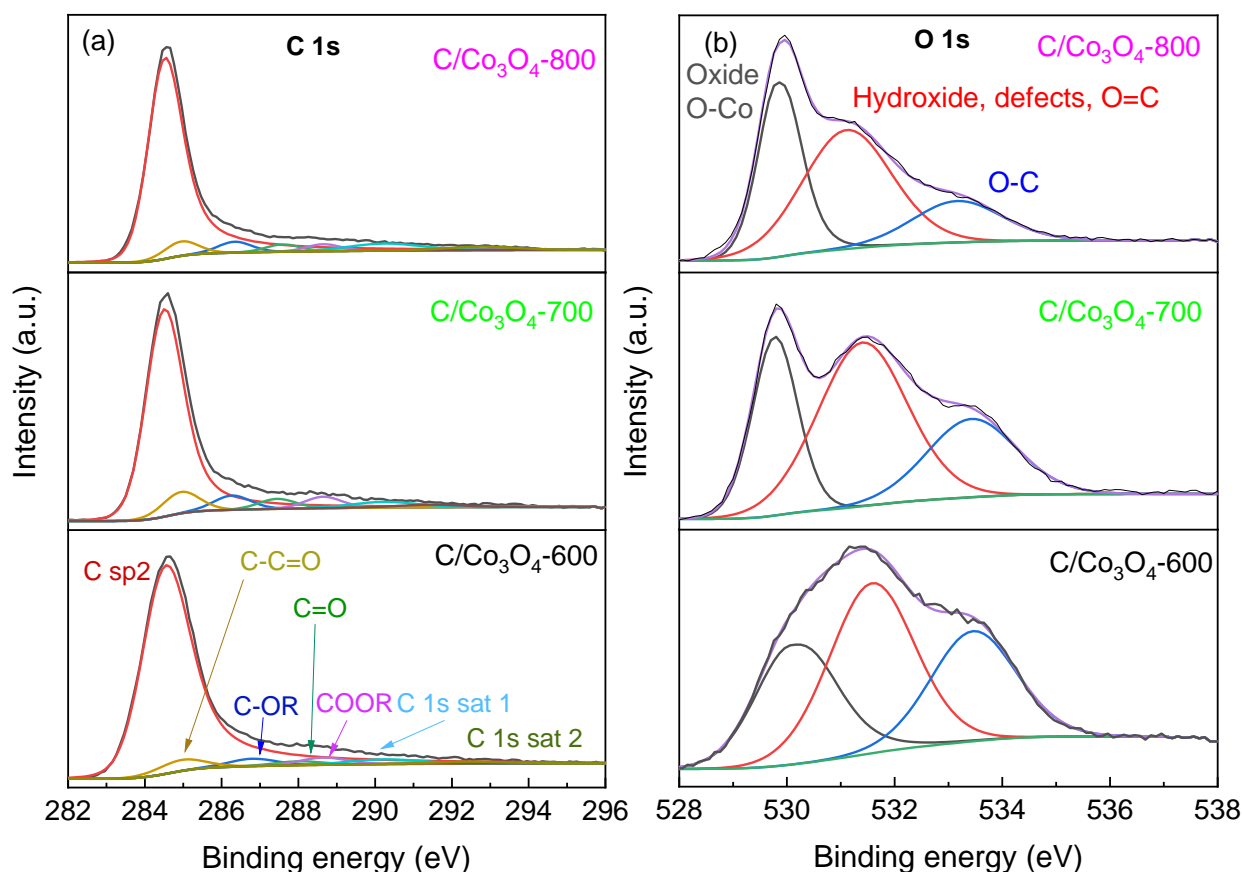 (a)
C 1s
C/Co₃O₄-800
C/Co₃O₄-700
C/Co₃O₄-600
C sp2
C-C=O
C=O
C-OR
COOR
C 1s sat 1
C 1s sat 2
Intensity (a.u.)
282 284 286 288 290 292 294 296
Binding energy (eV)
(b)
O 1s
C/Co₃O₄-800
Oxide
O-Co
Hydroxide, defects, O=C
O-C
C/Co₃O₄-700
C/Co₃O₄-600
Intensity (a.u.)
528 530 532 534 536 538
Binding energy (eV)